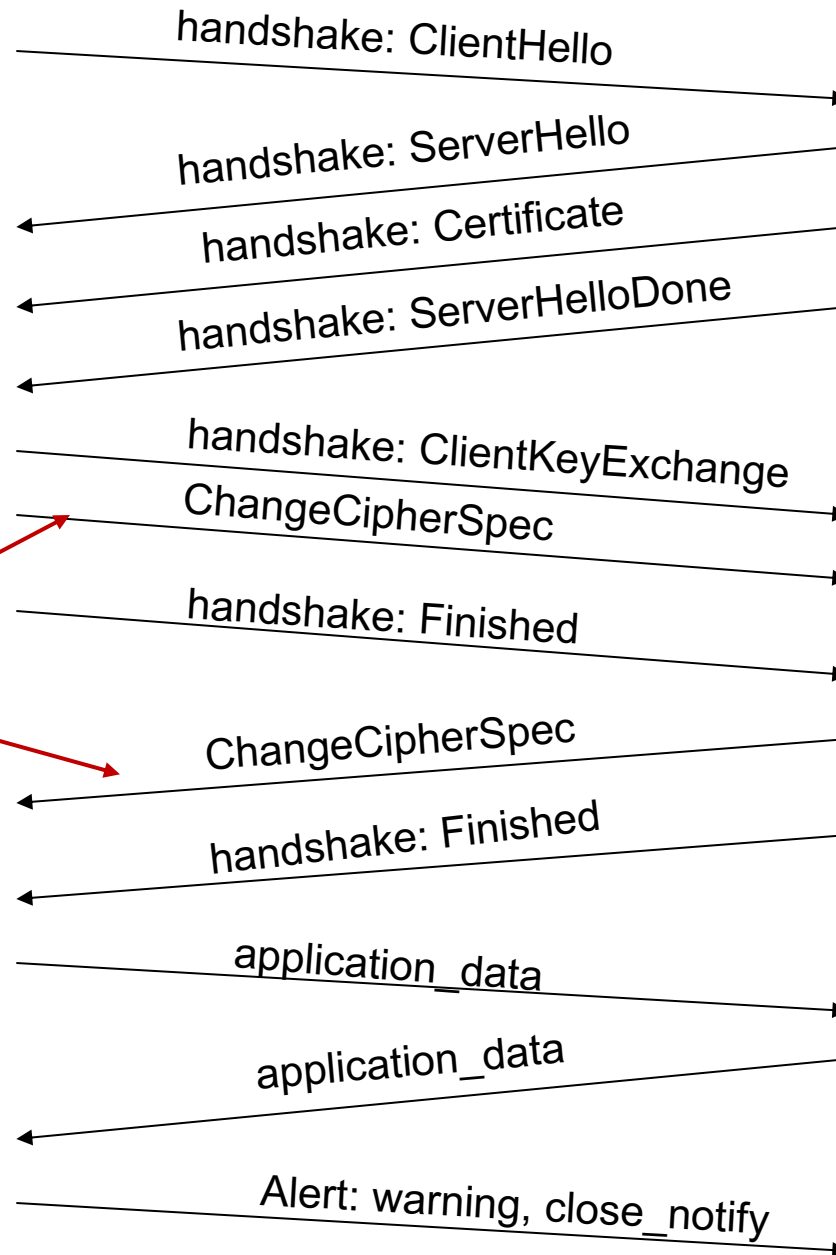 handshake: ClientHello
handshake: ServerHello
handshake: Certificate
handshake: ServerHelloDone
handshake: ClientKeyExchange
ChangeCipherSpec
handshake: Finished
ChangeCipherSpec
handshake: Finished
application_data
application_data
Alert: warning, close_notify